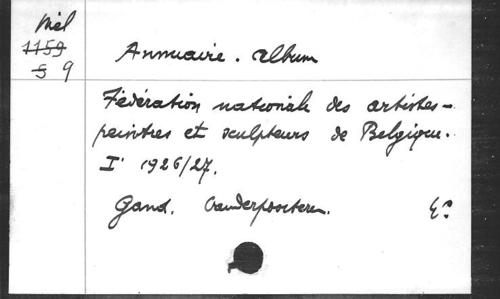 Mél
1159
5 9
Annuaire. album
Fédération nationale des artistes-
peintres et sculpteurs de Belgique.
I. 1926/27.
Gand. Vanderpoorten.